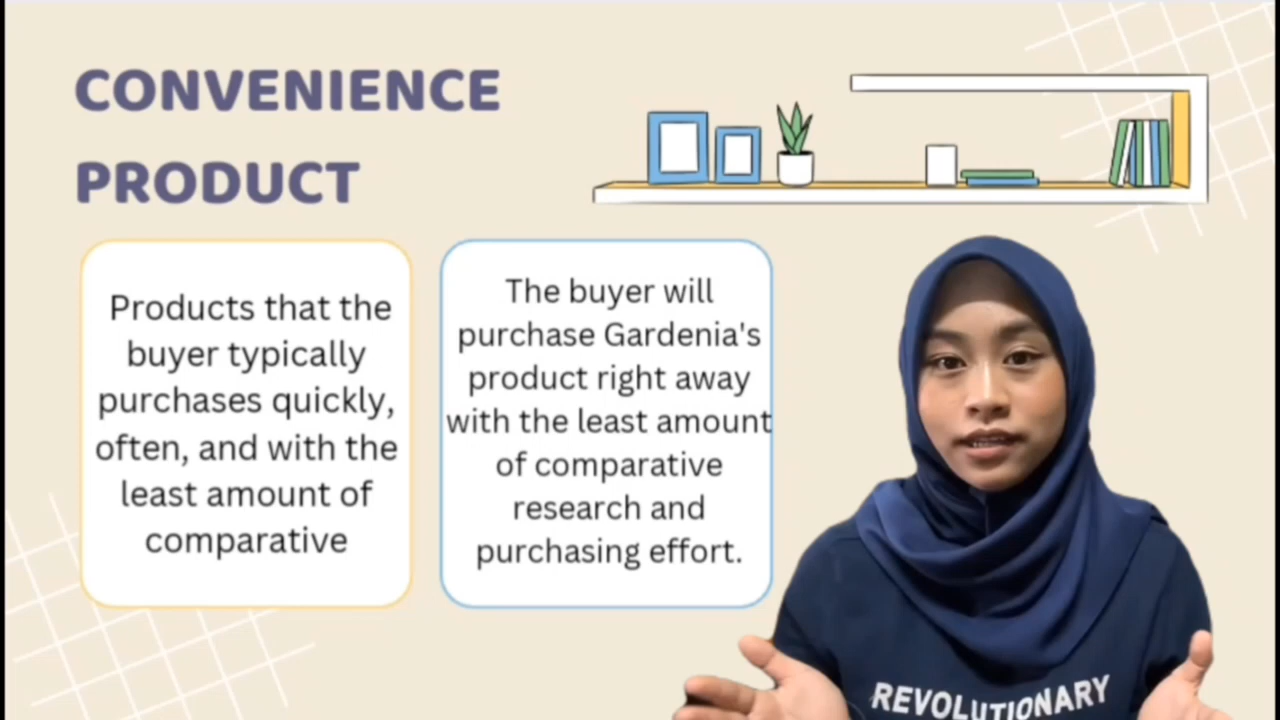 CONVENIENCE
PRODUCT
Products that the
buyer typically
purchases quickly,
often, and with the
least amount of
comparative
The buyer will
purchase Gardenia's
product right away
with the least amount
of comparative
research and
purchasing effort.
REVOLUTIONARY